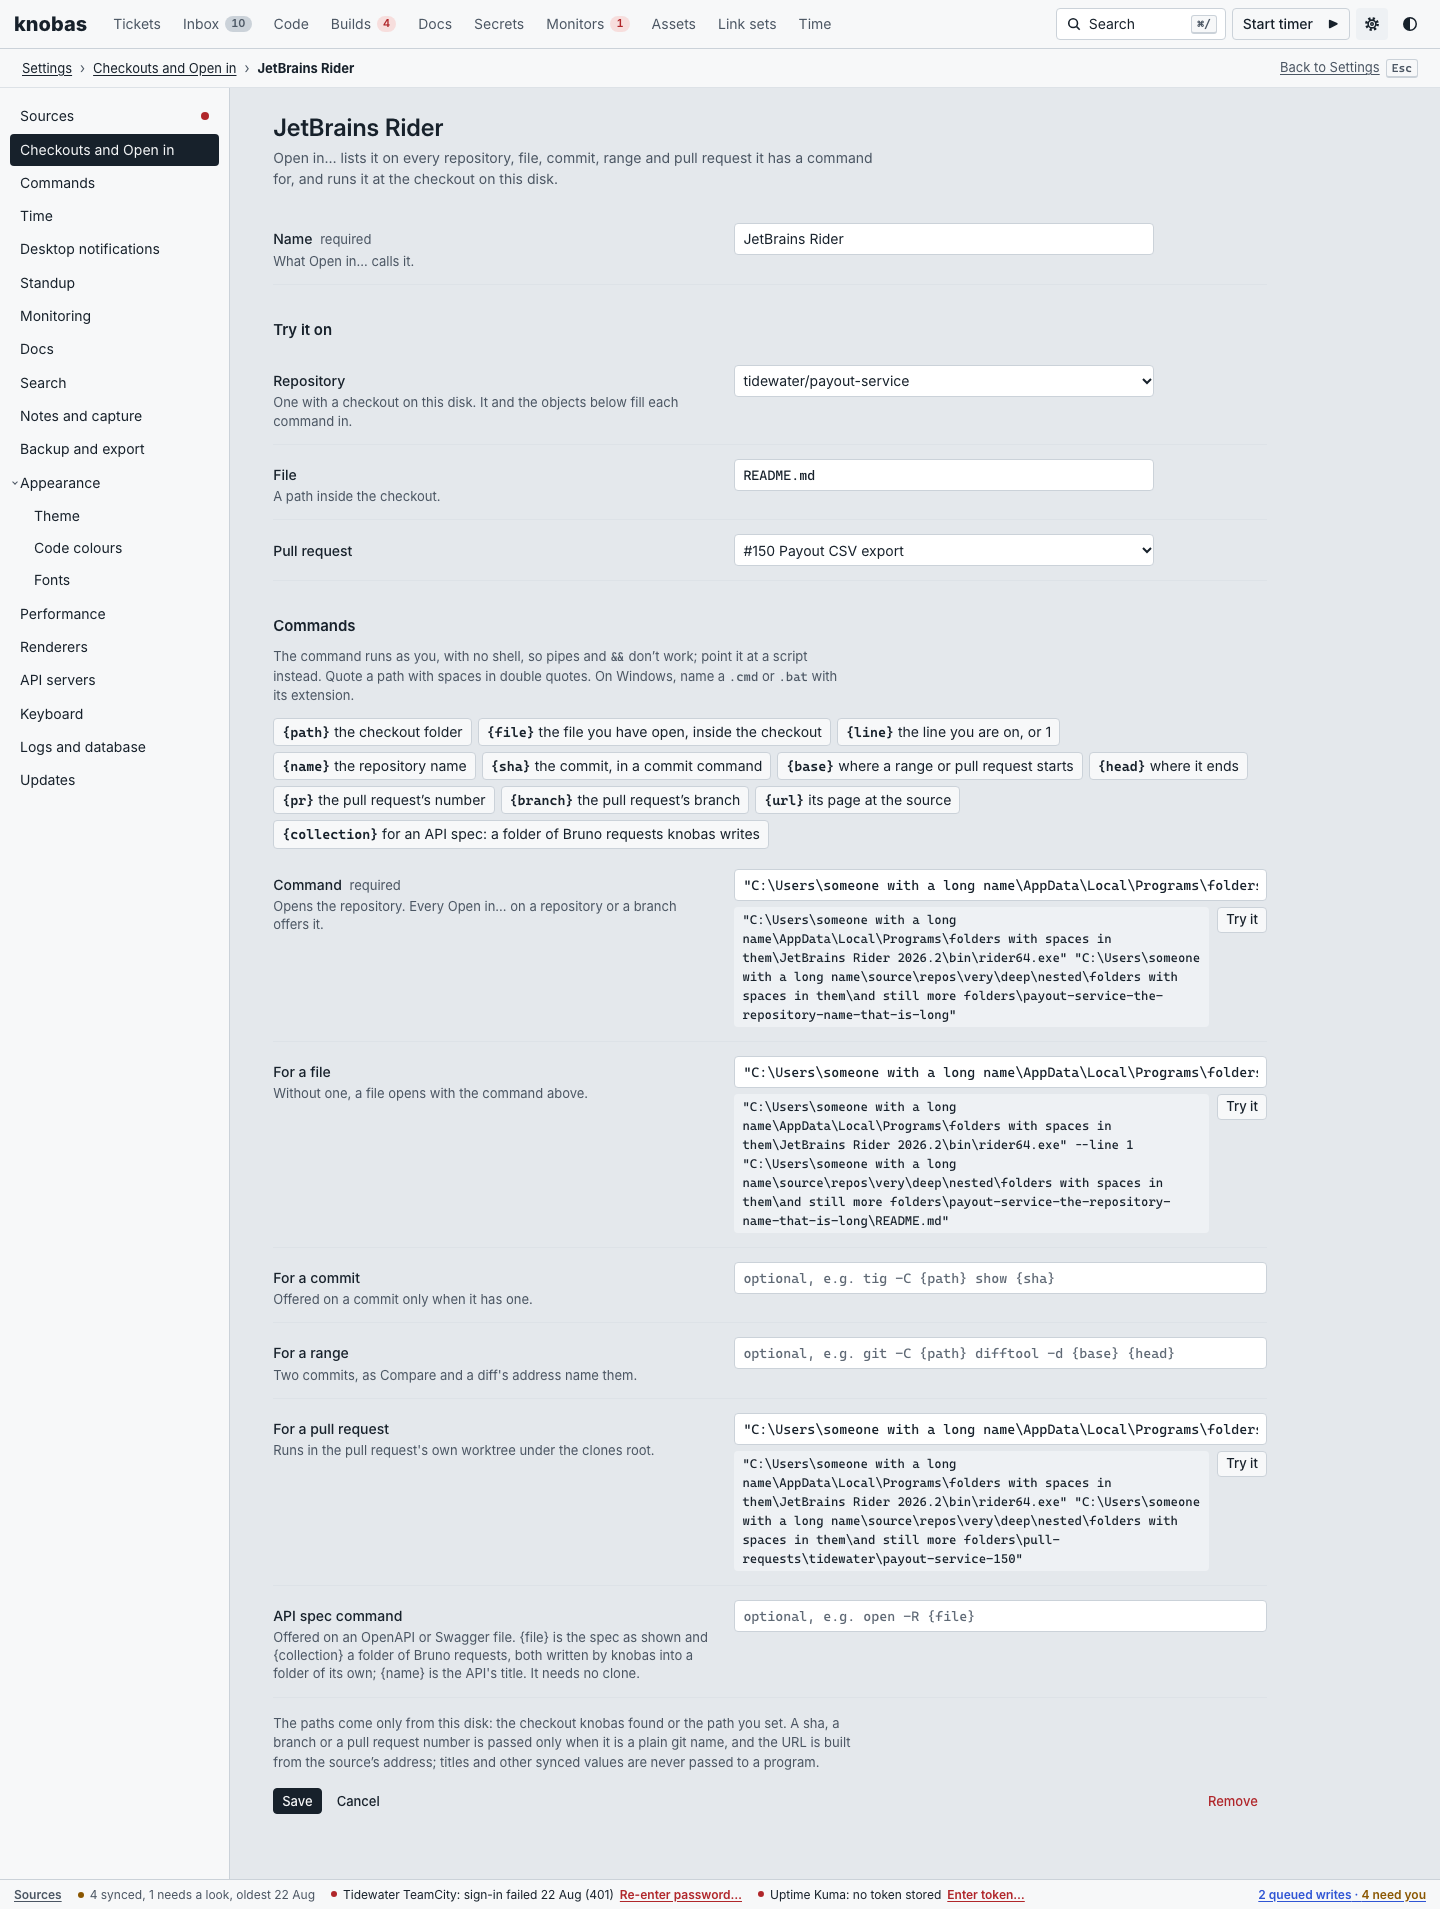 knobas
Tickets
Inbox 10
Code
Builds 4
Docs
Secrets
Monitors 1
Assets
Link sets
Time
Search ⌘/
Start timer
Settings › Checkouts and Open in › JetBrains Rider
Back to Settings Esc
Sources
Checkouts and Open in
Commands
Time
Desktop notifications
Standup
Monitoring
Docs
Search
Notes and capture
Backup and export
Appearance
Theme
Code colours
Fonts
Performance
Renderers
API servers
Keyboard
Logs and database
Updates
JetBrains Rider
Open in… lists it on every repository, file, commit, range and pull request it has a command
for, and runs it at the checkout on this disk.
Name required
What Open in… calls it.
JetBrains Rider
Try it on
Repository
One with a checkout on this disk. It and the objects below fill each
command in.
tidewater/payout-service
File
A path inside the checkout.
README.md
Pull request
#150 Payout CSV export
Commands
The command runs as you, with no shell, so pipes and && don’t work; point it at a script
instead. Quote a path with spaces in double quotes. On Windows, name a .cmd or .bat with
its extension.
{path} the checkout folder
{file} the file you have open, inside the checkout
{line} the line you are on, or 1
{name} the repository name
{sha} the commit, in a commit command
{base} where a range or pull request starts
{head} where it ends
{pr} the pull request’s number
{branch} the pull request’s branch
{url} its page at the source
{collection} for an API spec: a folder of Bruno requests knobas writes
Command required
Opens the repository. Every Open in… on a repository or a branch
offers it.
"C:\Users\someone with a long name\AppData\Local\Programs\folders
"C:\Users\someone with a long
name\AppData\Local\Programs\folders with spaces in
them\JetBrains Rider 2026.2\bin\rider64.exe" "C:\Users\someone
with a long name\source\repos\very\deep\nested\folders with
spaces in them\and still more folders\payout-service-the-
repository-name-that-is-long"
Try it
For a file
Without one, a file opens with the command above.
"C:\Users\someone with a long name\AppData\Local\Programs\folders
"C:\Users\someone with a long
name\AppData\Local\Programs\folders with spaces in
them\JetBrains Rider 2026.2\bin\rider64.exe" --line 1
"C:\Users\someone with a long
name\source\repos\very\deep\nested\folders with spaces in
them\and still more folders\payout-service-the-repository-
name-that-is-long\README.md"
Try it
For a commit
Offered on a commit only when it has one.
optional, e.g. tig -C {path} show {sha}
For a range
Two commits, as Compare and a diff's address name them.
optional, e.g. git -C {path} difftool -d {base} {head}
For a pull request
Runs in the pull request's own worktree under the clones root.
"C:\Users\someone with a long name\AppData\Local\Programs\folders
"C:\Users\someone with a long
name\AppData\Local\Programs\folders with spaces in
them\JetBrains Rider 2026.2\bin\rider64.exe" "C:\Users\someone
with a long name\source\repos\very\deep\nested\folders with
spaces in them\and still more folders\pull-
requests\tidewater\payout-service-150"
Try it
API spec command
Offered on an OpenAPI or Swagger file. {file} is the spec as shown and
{collection} a folder of Bruno requests, both written by knobas into a
folder of its own; {name} is the API's title. It needs no clone.
optional, e.g. open -R {file}
The paths come only from this disk: the checkout knobas found or the path you set. A sha, a
branch or a pull request number is passed only when it is a plain git name, and the URL is built
from the source’s address; titles and other synced values are never passed to a program.
Save
Cancel
Remove
Sources
4 synced, 1 needs a look, oldest 22 Aug
Tidewater TeamCity: sign-in failed 22 Aug (401) Re-enter password…
Uptime Kuma: no token stored Enter token…
2 queued writes · 4 need you